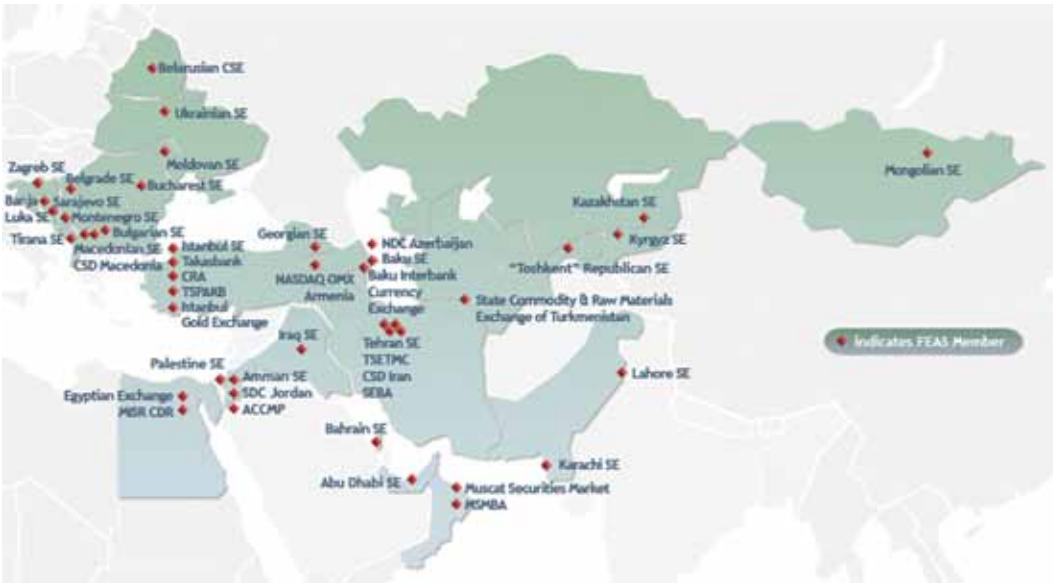 Belarusian CSE
Ukrainian SE
Moldovan SE
Zagreb SE
Belgrade SE
Bucharest SE
Banja
Luka SE
Sarajevo SE
Montenegro SE
Bulgarian SE
Tirana SE
Macedonian SE
CSD Macedonia
Istanbul SE
Takasbank
CRA
TSPAKB
Istanbul
Gold Exchange
Georgian SE
NASDAQ OMX
Armenia
NDC Azerbaijan
Baku SE
Baku Interbank
Currency
Exchange
Mongolian SE
Kazakhstan SE
Kyrgyz SE
"Toshkent" Republican SE
State Commodity & Raw Materials
Exchange of Turkmenistan
Tehran SE
TSETMC
CSD Iran
SEBA
Iraq SE
Indicates FEAS Member
Palestine SE
Amman SE
SDC Jordan
ACCMP
Egyptian Exchange
MISR CDR
Lahore SE
Bahrain SE
Karachi SE
Abu Dhabi SE
Muscat Securities Market
MSMBA